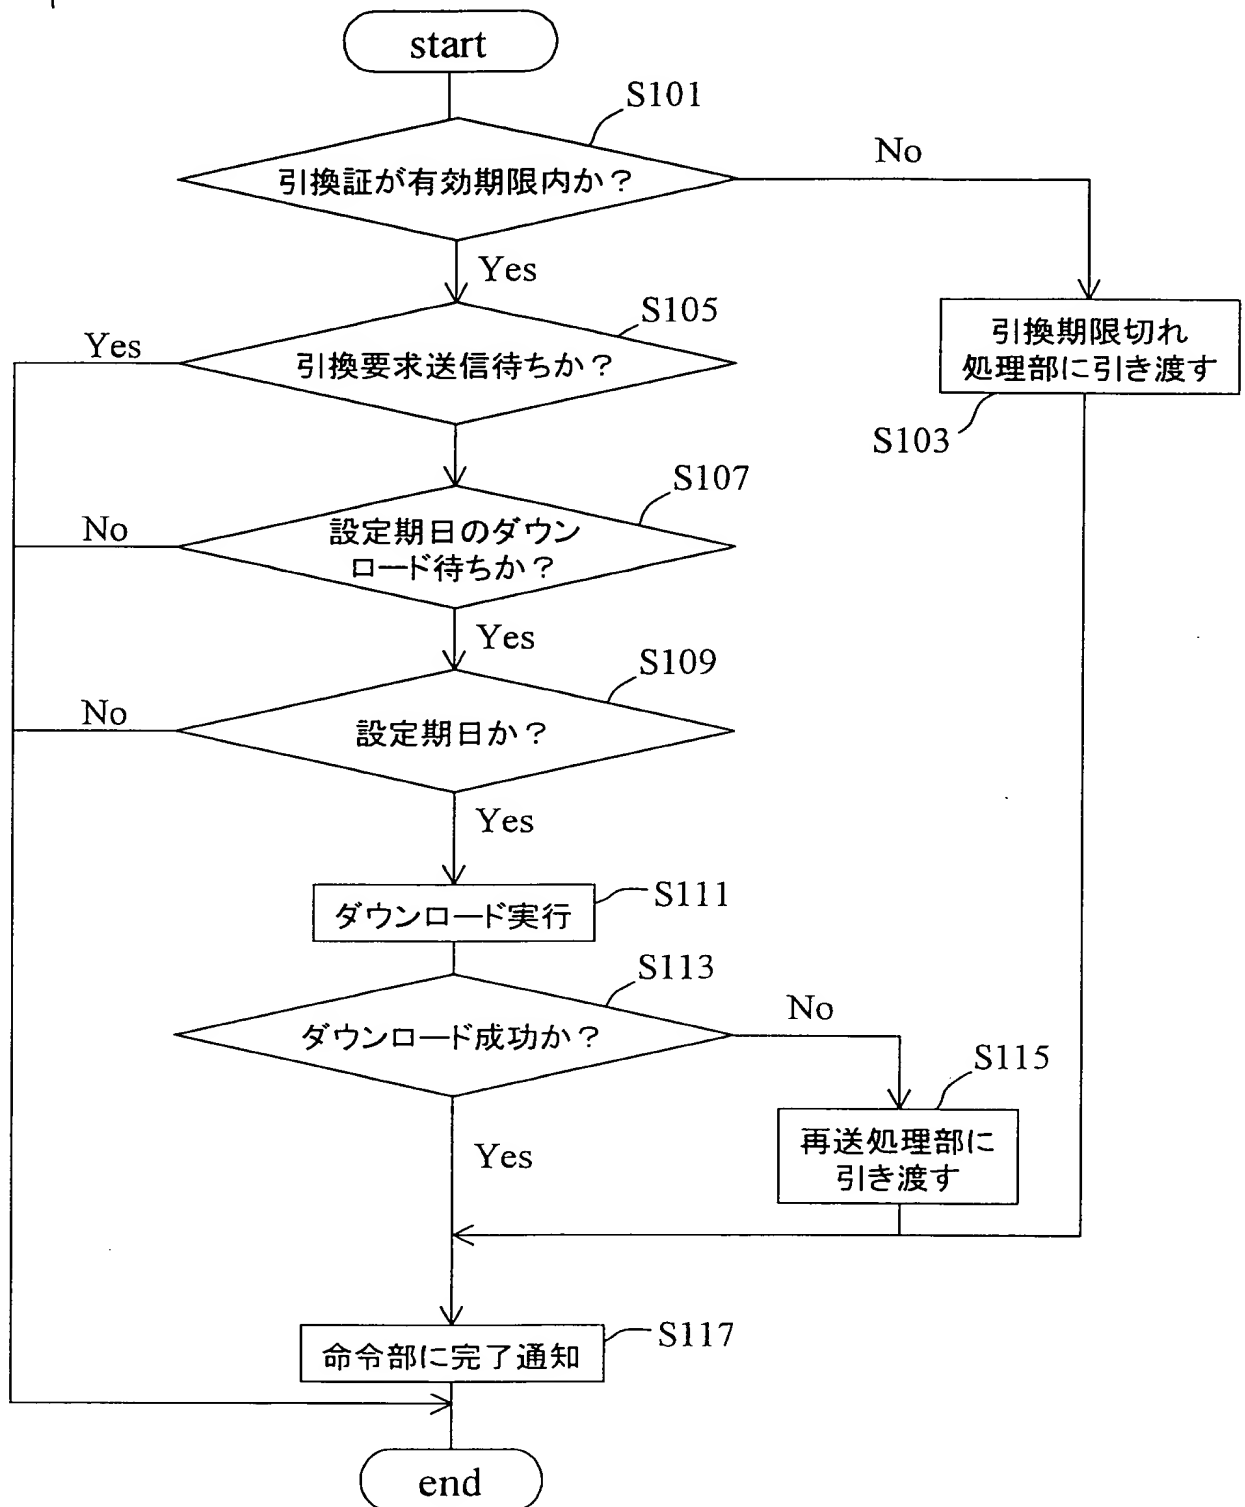 start
S101
引換証が有効期限内か？
No
Yes
S105
Yes
引換要求送信待ちか？
引換期限切れ
処理部に引き渡す
S103
S107
No
設定期日のダウン
ロード待ちか？
Yes
S109
No
設定期日か？
Yes
S111
ダウンロード実行
S113
No
ダウンロード成功か？
S115
再送処理部に
引き渡す
Yes
S117
命令部に完了通知
end